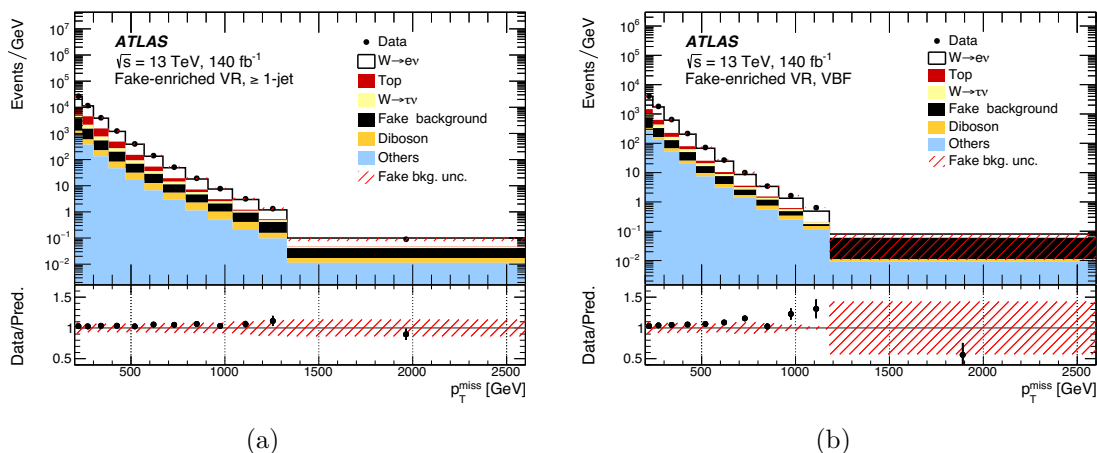 ATLAS
√s = 13 TeV, 140 fb⁻¹
Fake-enriched VR, ≥ 1-jet
Data
W→eν
Top
W→τν
Fake background
Diboson
Others
Fake bkg. unc.
Events/GeV
10⁷
10⁶
10⁵
10⁴
10³
10²
10
1
10⁻¹
10⁻²
Data/Pred.
1.5
1
0.5
500 1000 1500 2000 2500
p_T^miss [GeV]
(a)
ATLAS
√s = 13 TeV, 140 fb⁻¹
Fake-enriched VR, VBF
Data
W→eν
Top
W→τν
Fake background
Diboson
Others
Fake bkg. unc.
Events/GeV
10⁶
10⁵
10⁴
10³
10²
10
1
10⁻¹
10⁻²
Data/Pred.
1.5
1
0.5
500 1000 1500 2000 2500
p_T^miss [GeV]
(b)